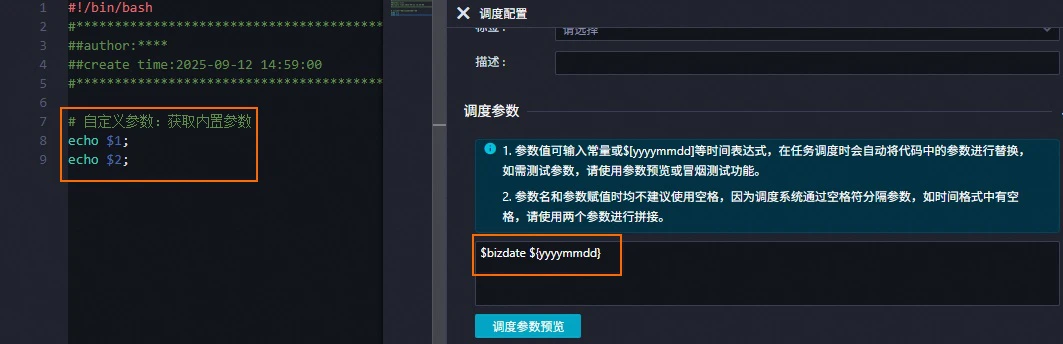 1 #!/bin/bash
2 #****************************************
3 ##author:****
4 ##create time:2025-09-12 14:59:00
5 #****************************************
6
7 # 自定义参数：获取内置参数
8 echo $1;
9 echo $2;
调度配置
请选择
描述：
调度参数
1. 参数值可输入常量或$[yyyymmdd]等时间表达式，在任务调度时会自动将代码中的参数进行替换，
如需测试参数，请使用参数预览或冒烟测试功能。
2. 参数名和参数赋值时均不建议使用空格，因为调度系统通过空格符分隔参数，如时间格式中有空
格，请使用两个参数进行拼接。
$bizdate ${yyyymmdd}
调度参数预览